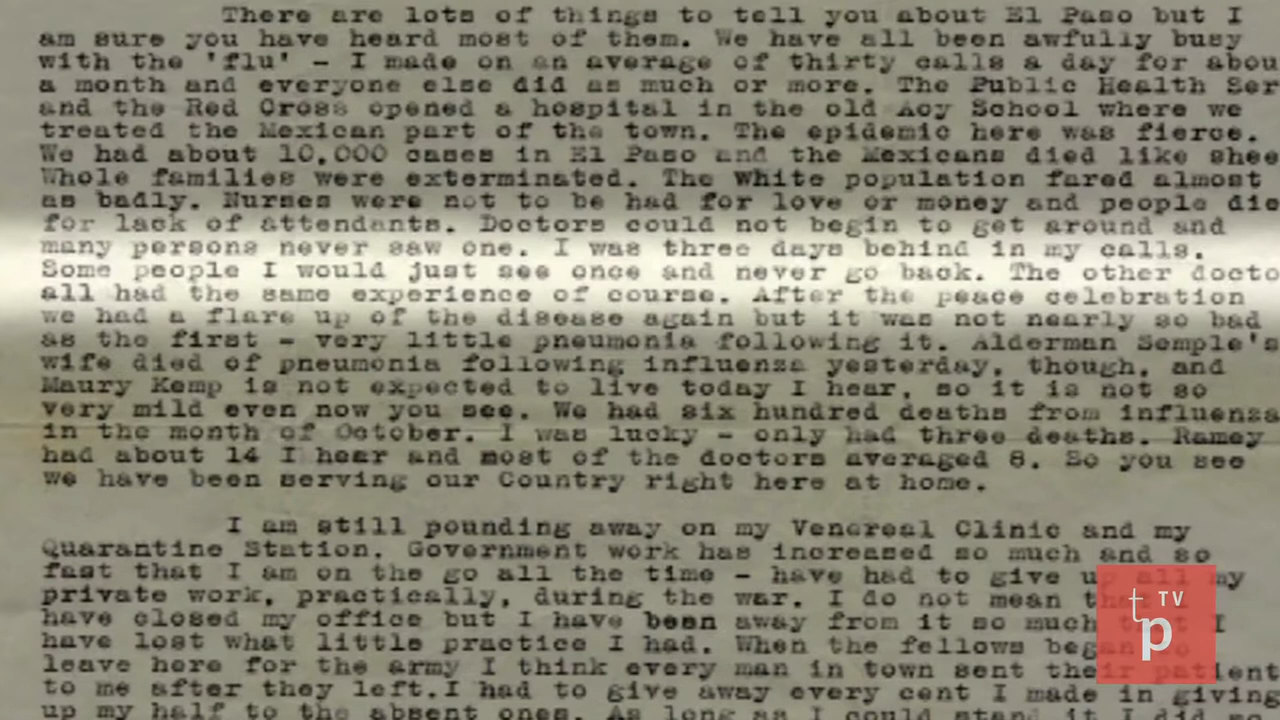 There are lots of things to tell you about El Paso but I
am sure you have heard most of them. We have all been awfully busy
with the 'flu' - I made on an average of thirty calls a day for abou
a month and everyone else did as much or more. The Public Health Ser
and the Red Cross opened a hospital in the old Aoy School where we
treated the Mexican part of the town. The epidemic here was fierce.
We had about 10,000 cases in El Paso and the Mexicans died like shee
Whole families were exterminated. The white population fared almost
as badly. Nurses were not to be had for love or money and people die
for lack of attendants. Doctors could not begin to get around and
many persons never saw one. I was three days behind in my calls.
Some people I would just see once and never go back. The other docto
all had the same experience of course. After the peace celebration
we had a flare up of the disease again but it was not nearly so bad
as the first - very little pneumonia following it. Alderman Semple's
wife died of pneumonia following influenza yesterday, though, and
Maury Kemp is not expected to live today I hear, so it is not so
very mild even now you see. We had six hundred deaths from influenza
in the month of October. I was lucky - only had three deaths. Ramey
had about 14 I hear and most of the doctors averaged 8. So you see
we have been serving our Country right here at home.
I am still pounding away on my Venereal Clinic and my
Quarantine Station. Government work has increased so much and so
fast that I am on the go all the time - have had to give up all my
private work, practically, during the war. I do not mean that I
have closed my office but I have been away from it so much that I
have lost what little practice I had. When the fellows began to
leave here for the army I think every man in town sent their patient
to me after they left.I had to give away every cent I made in giving
up my half to the absent ones. As long as I could stand it I did so
TV
tp